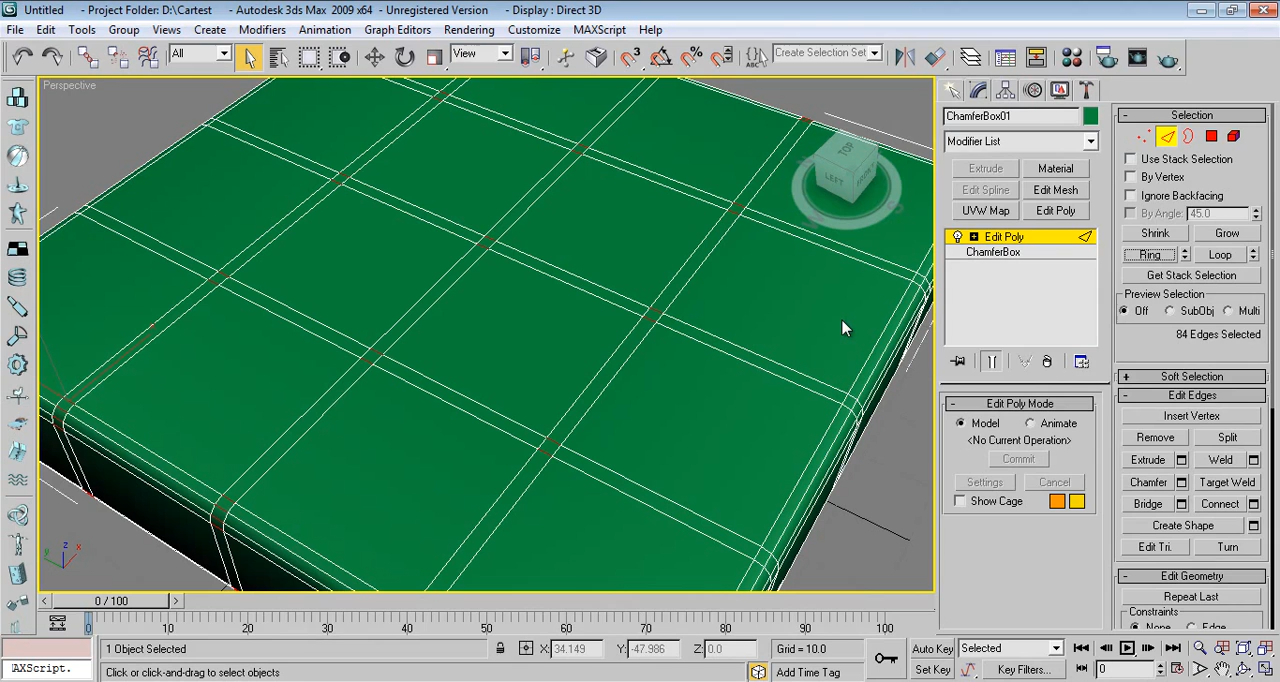 Untitled - Project Folder: D:\Cartest - Autodesk 3ds Max 2009 x64 - Unregistered Version - Display : Direct 3D
File Edit Tools Group Views Create Modifiers Animation Graph Editors Rendering Customize MAXScript Help
All View 3 ABC Create Selection Set
Perspective
TOP
LEFT FRONT
ChamferBox01
Modifier List
Extrude Material
Edit Spline Edit Mesh
UVW Map Edit Poly
Edit Poly
ChamferBox
- Edit Poly Mode
Model Animate
<No Current Operation>
Commit
Settings Cancel
Show Cage
- Selection
Use Stack Selection
By Vertex
Ignore Backfacing
By Angle: 45.0
Shrink Grow
Ring Loop
Get Stack Selection
Preview Selection
Off SubObj Multi
84 Edges Selected
+ Soft Selection
- Edit Edges
Insert Vertex
Remove Split
Extrude Weld
Chamfer Target Weld
Bridge Connect
Create Shape
Edit Tri. Turn
- Edit Geometry
Repeat Last
Constraints
None Edge
z
y x
< 0 / 100 >
0 10 20 30 40 50 60 70 80 90 100
1 Object Selected X: 34.149 Y: -47.986 Z: 0.0 Grid = 10.0 Auto Key Selected
AXScript. Click or click-and-drag to select objects Add Time Tag Set Key Key Filters... 0